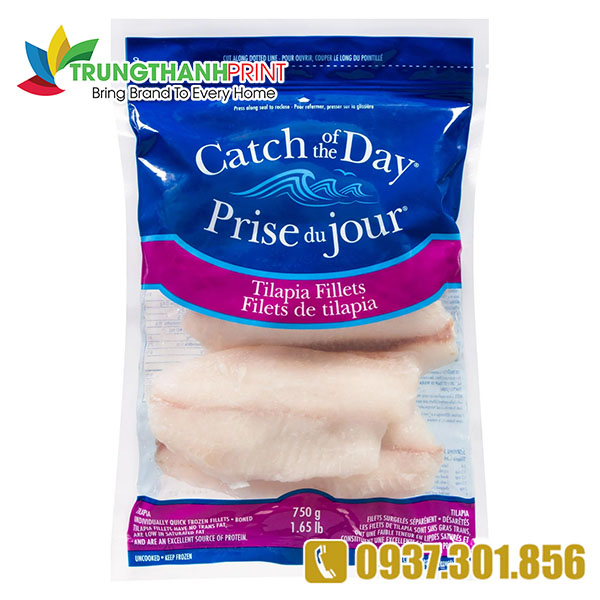 CUT ALONG DOTTED LINE - POUR OUVRIR, COUPER LE LONG DU POINTILLÉ
TRUNGTHANHPRINT
Bring Brand To Every Home
Press along seal to reclose - Pour refermer, presser sur la glissière
Catch of the Day®
Prise du jour®
Tilapia Fillets
Filets de tilapia
750 g
1.65 lb
INDIVIDUALLY QUICK FROZEN FILLETS • BONED
TILAPIA FILLETS HAVE NO TRANS FAT,
ARE LOW IN SATURATED FAT
AND ARE AN EXCELLENT SOURCE OF PROTEIN.
UNCOOKED • KEEP FROZEN
TILAPIA
FILETS SURGELÉS SÉPARÉMENT • DÉSARÊTÉS
LES FILETS DE TILAPIA SONT SANS GRAS TRANS,
ONT UNE FAIBLE TENEUR EN LIPIDES SATURÉS ET
0937.301.856